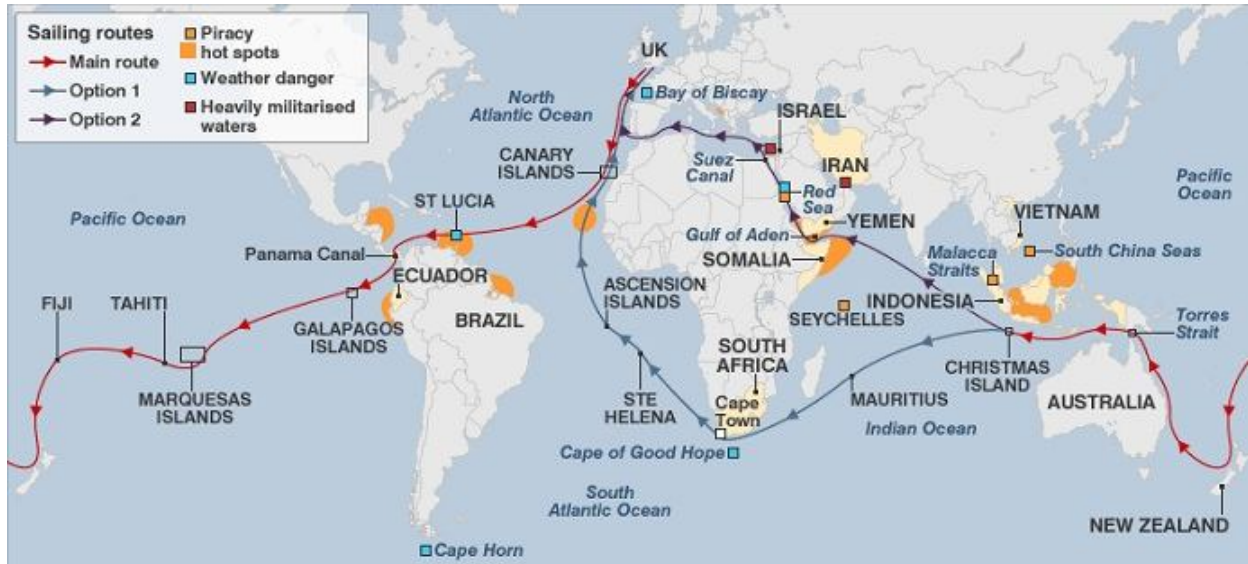 Sailing routes
Main route
Option 1
Option 2
Piracy
hot spots
Weather danger
Heavily militarised
waters
UK
Bay of Biscay
North
Atlantic Ocean
ISRAEL
CANARY
ISLANDS
Suez
Canal
IRAN
Pacific
Ocean
Pacific Ocean
ST LUCIA
Red
Sea
YEMEN
VIETNAM
Gulf of Aden
Panama Canal
SOMALIA
Malacca
Straits
South China Seas
ECUADOR
ASCENSION
ISLANDS
INDONESIA
FIJI
TAHITI
GALAPAGOS
ISLANDS
BRAZIL
SEYCHELLES
Torres
Strait
SOUTH
AFRICA
CHRISTMAS
ISLAND
MARQUESAS
ISLANDS
STE
HELENA
Cape
Town
MAURITIUS
AUSTRALIA
Indian Ocean
Cape of Good Hope
South
Atlantic Ocean
NEW ZEALAND
Cape Horn